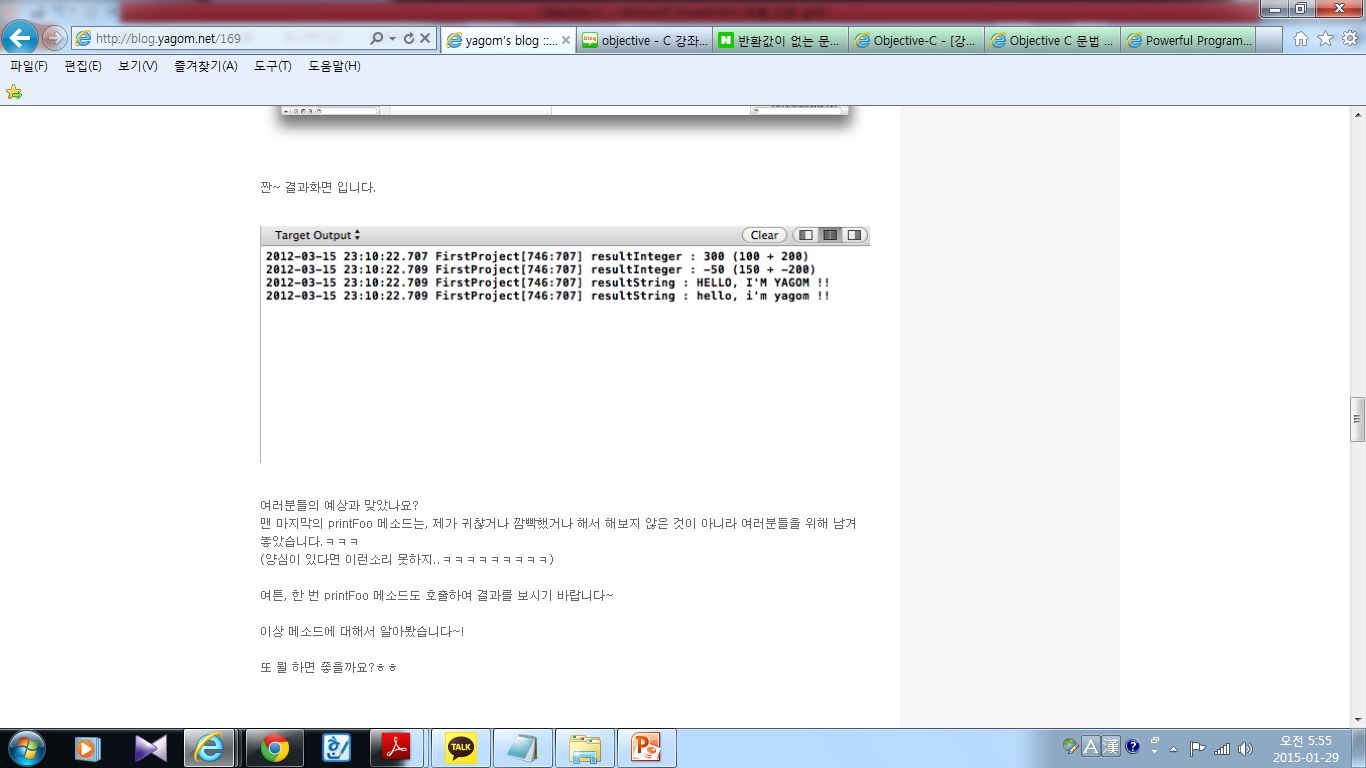 http://blog.yagom.net/169
yagom's blog ::...
objective - C 강좌...
반환값이 없는 문...
Objective-C - [강...
Objective C 문법 ...
Powerful Program...
파일(F) 편집(E) 보기(V) 즐겨찾기(A) 도구(T) 도움말(H)
짠~ 결과화면 입니다.
Target Output
Clear
2012-03-15 23:10:22.707 FirstProject[746:707] resultInteger : 300 (100 + 200)
2012-03-15 23:10:22.709 FirstProject[746:707] resultInteger : -50 (150 + -200)
2012-03-15 23:10:22.709 FirstProject[746:707] resultString : HELLO, I'M YAGOM !!
2012-03-15 23:10:22.709 FirstProject[746:707] resultString : hello, i'm yagom !!
여러분들의 예상과 맞았나요?
맨 마지막의 printFoo 메소드는, 제가 귀찮거나 깜빡했거나 해서 해보지 않은 것이 아니라 여러분들을 위해 남겨
놓았습니다.ㅋㅋㅋ
(양심이 있다면 이런소리 못하지..ㅋㅋㅋㅋㅋㅋㅋㅋㅋ)
여튼, 한 번 printFoo 메소드도 호출하여 결과를 보시기 바랍니다~
이상 메소드에 대해서 알아봤습니다~!
또 뭘 하면 좋을까요?ㅎㅎ
TALK
A 漢
오전 5:55
2015-01-29